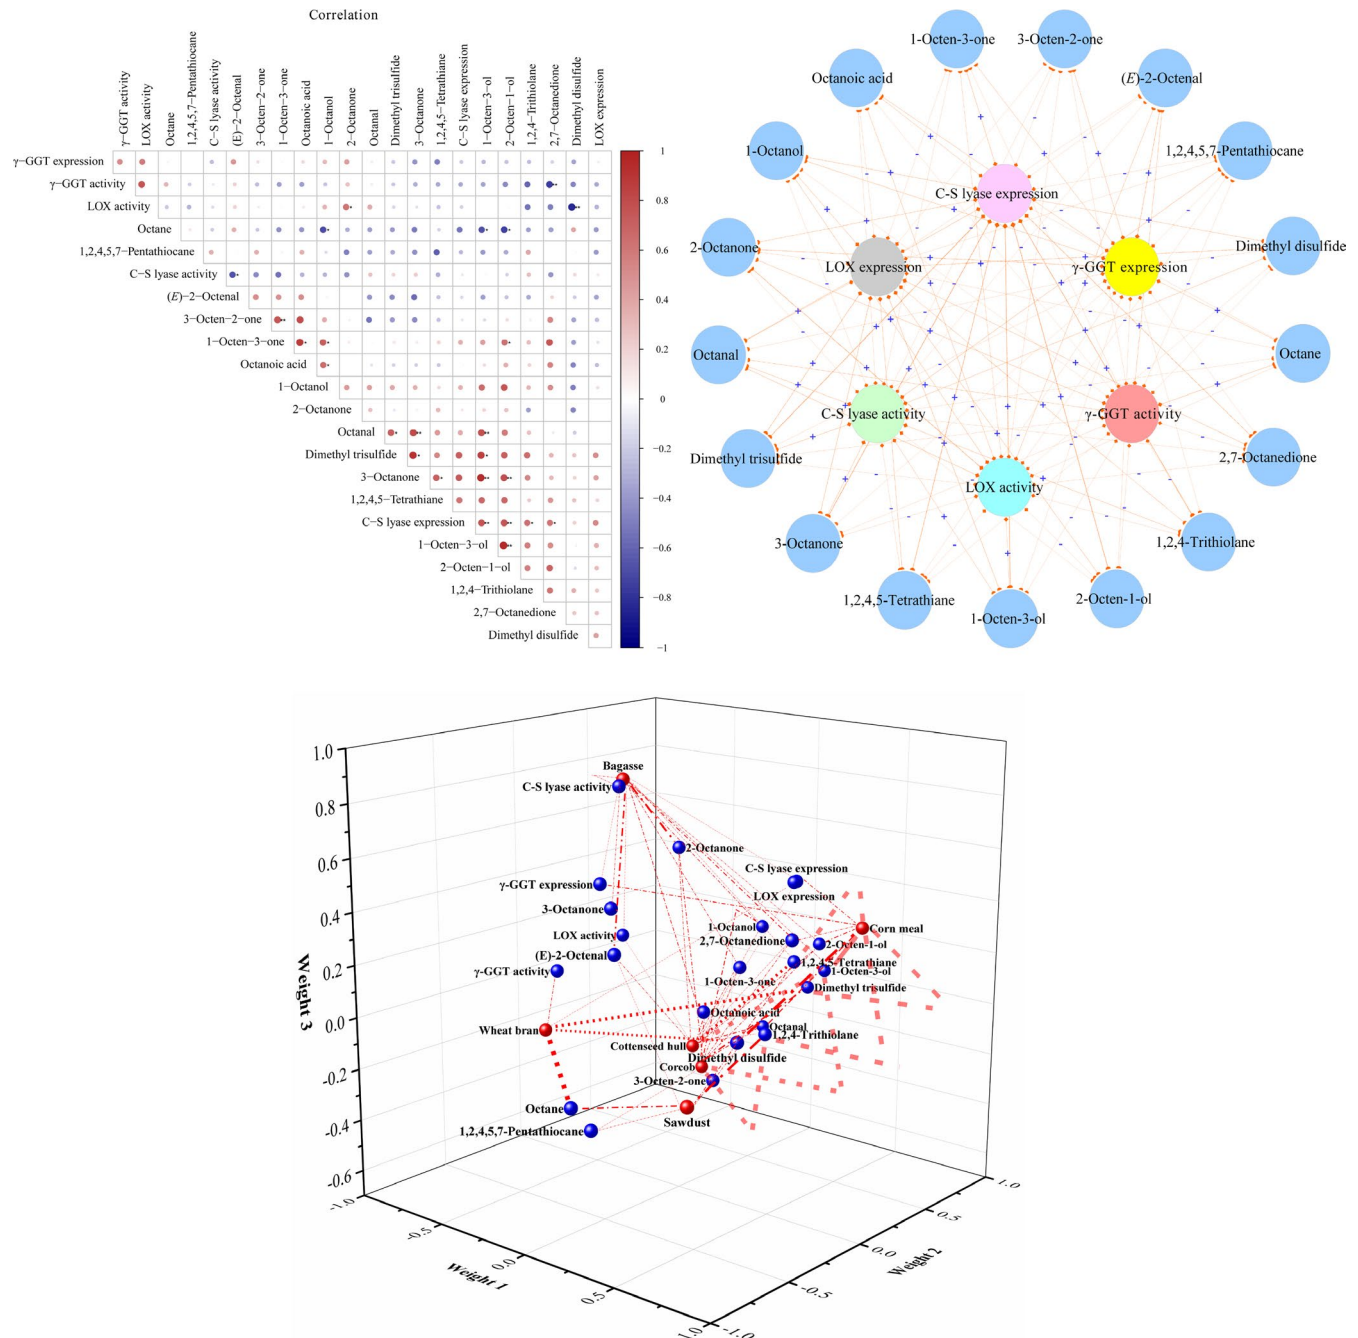 Correlation
γ-GGT activity
LOX activity
Octane
1,2,4,5,7-Pentathiocane
C-S lyase activity
(E)-2-Octenal
3-Octen-2-one
1-Octen-3-one
Octanoic acid
1-Octanol
2-Octanone
Octanal
Dimethyl trisulfide
3-Octanone
1,2,4,5-Tetrathiane
C-S lyase expression
1-Octen-3-ol
2-Octen-1-ol
1,2,4-Trithiolane
2,7-Octanedione
Dimethyl disulfide
LOX expression
γ-GGT expression
γ-GGT activity
LOX activity
Octane
1,2,4,5,7-Pentathiocane
C-S lyase activity
(E)-2-Octenal
3-Octen-2-one
1-Octen-3-one
Octanoic acid
1-Octanol
2-Octanone
Octanal
Dimethyl trisulfide
3-Octanone
1,2,4,5-Tetrathiane
C-S lyase expression
1-Octen-3-ol
2-Octen-1-ol
1,2,4-Trithiolane
2,7-Octanedione
Dimethyl disulfide
1
0.8
0.6
0.4
0.2
0
-0.2
-0.4
-0.6
-0.8
-1
1-Octen-3-one
3-Octen-2-one
Octanoic acid
(E)-2-Octenal
1-Octanol
1,2,4,5,7-Pentathiocane
C-S lyase expression
2-Octanone
Dimethyl disulfide
LOX expression
γ-GGT expression
Octanal
Octane
C-S lyase activity
γ-GGT activity
Dimethyl trisulfide
2,7-Octanedione
LOX activity
3-Octanone
1,2,4-Trithiolane
1,2,4,5-Tetrathiane
2-Octen-1-ol
1-Octen-3-ol
1.0
0.8
0.6
0.4
0.2
0.0
-0.2
-0.4
-0.6
Weight 3
-1.0
-0.5
0.0
0.5
1.0
Weight 1
-1.0
-0.5
0.0
0.5
1.0
Weight 2
Bagasse
C-S lyase activity
2-Octanone
C-S lyase expression
γ-GGT expression
LOX expression
3-Octanone
1-Octanol
Corn meal
LOX activity
2,7-Octanedione
2-Octen-1-ol
(E)-2-Octenal
1,2,4,5-Tetrathiane
γ-GGT activity
1-Octen-3-ol
1-Octen-3-one
Dimethyl trisulfide
Octanoic acid
Wheat bran
Octanal
1,2,4-Trithiolane
Cottenseed hull
Dimethyl disulfide
Corcob
3-Octen-2-one
Octane
Sawdust
1,2,4,5,7-Pentathiocane